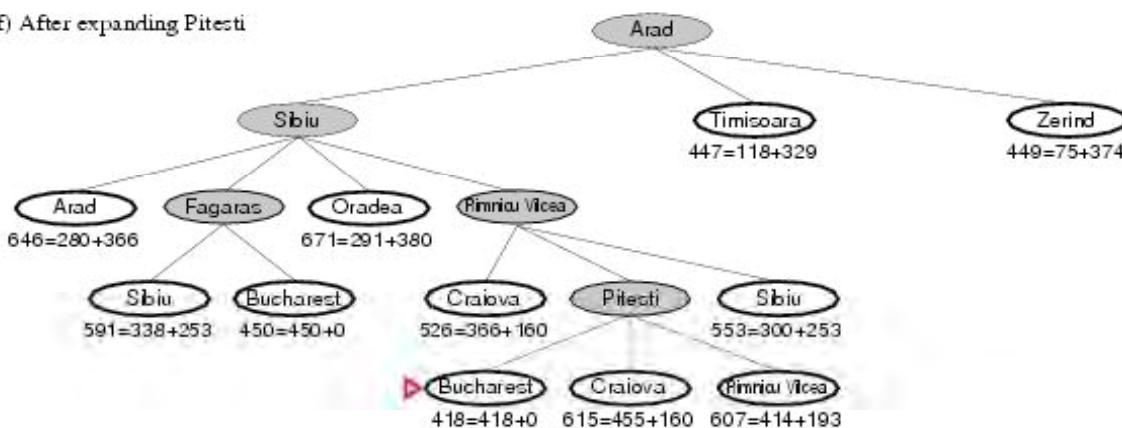 f) After expanding Pitesti
Arad
Sibiu
Timisoara
Zerind
447=118+329
449=75+374
Arad
Fagaras
Oradea
Rimnicu Vilcea
646=280+366
671=291+380
Sibiu
Bucharest
Craiova
Pitesti
Sibiu
591=338+253
450=450+0
526=366+160
553=300+253
Bucharest
Craiova
Rimnicu Vilcea
418=418+0
615=455+160
607=414+193